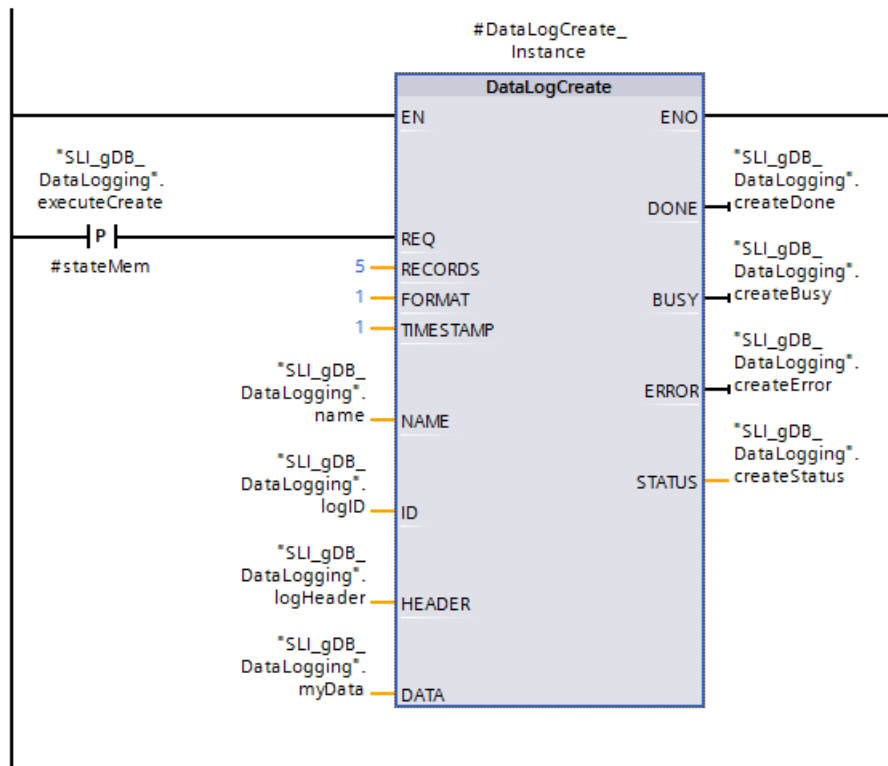 #DataLogCreate_
Instance
DataLogCreate
EN
ENO
"SLI_gDB_
DataLogging".
executeCreate
P
#stateMem
REQ
5
RECORDS
1
FORMAT
1
TIMESTAMP
"SLI_gDB_
DataLogging".
name
NAME
"SLI_gDB_
DataLogging".
logID
ID
"SLI_gDB_
DataLogging".
logHeader
HEADER
"SLI_gDB_
DataLogging".
myData
DATA
DONE
"SLI_gDB_
DataLogging".
createDone
BUSY
"SLI_gDB_
DataLogging".
createBusy
ERROR
"SLI_gDB_
DataLogging".
createError
STATUS
"SLI_gDB_
DataLogging".
createStatus